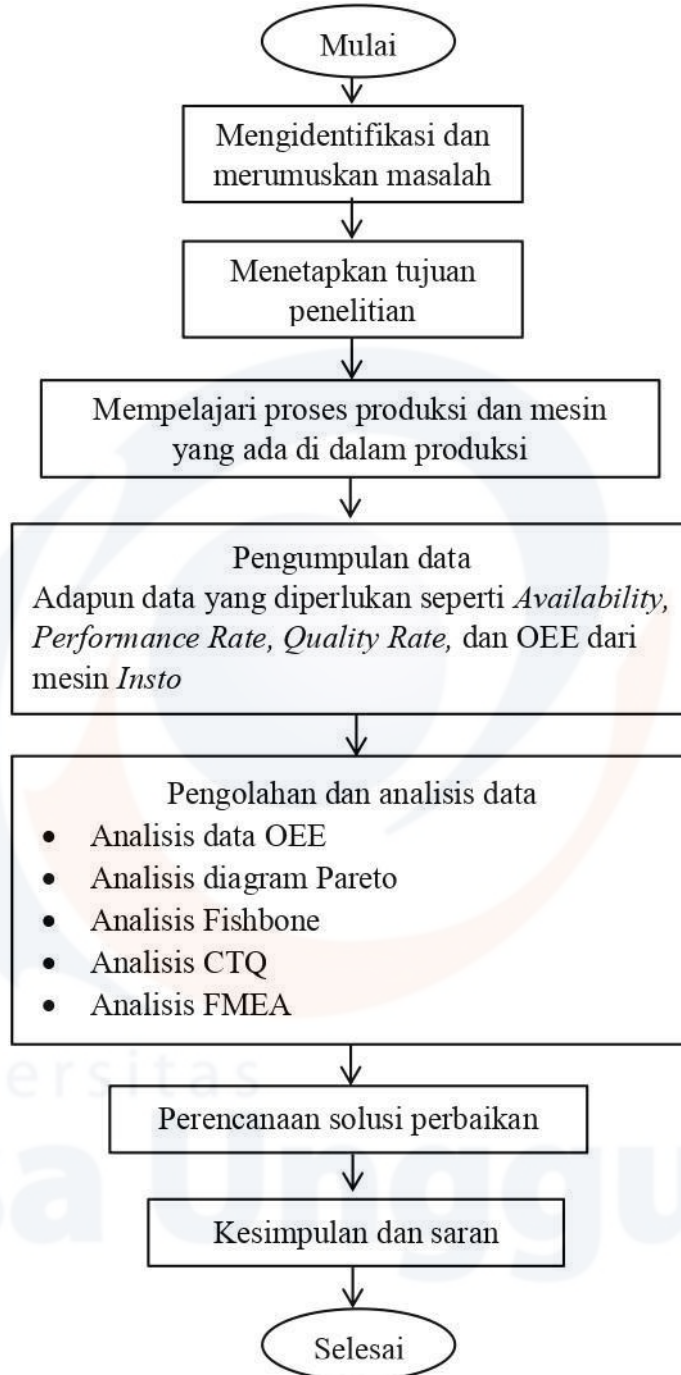 Mulai
Mengidentifikasi dan
merumuskan masalah
Menetapkan tujuan
penelitian
Mempelajari proses produksi dan mesin
yang ada di dalam produksi
Pengumpulan data
Adapun data yang diperlukan seperti Availability,
Performance Rate, Quality Rate, dan OEE dari
mesin Insto
Pengolahan dan analisis data
• Analisis data OEE
• Analisis diagram Pareto
• Analisis Fishbone
• Analisis CTQ
• Analisis FMEA
ersitas
Perencanaan solusi perbaikan
sa Unggu
Kesimpulan dan saran
Selesai